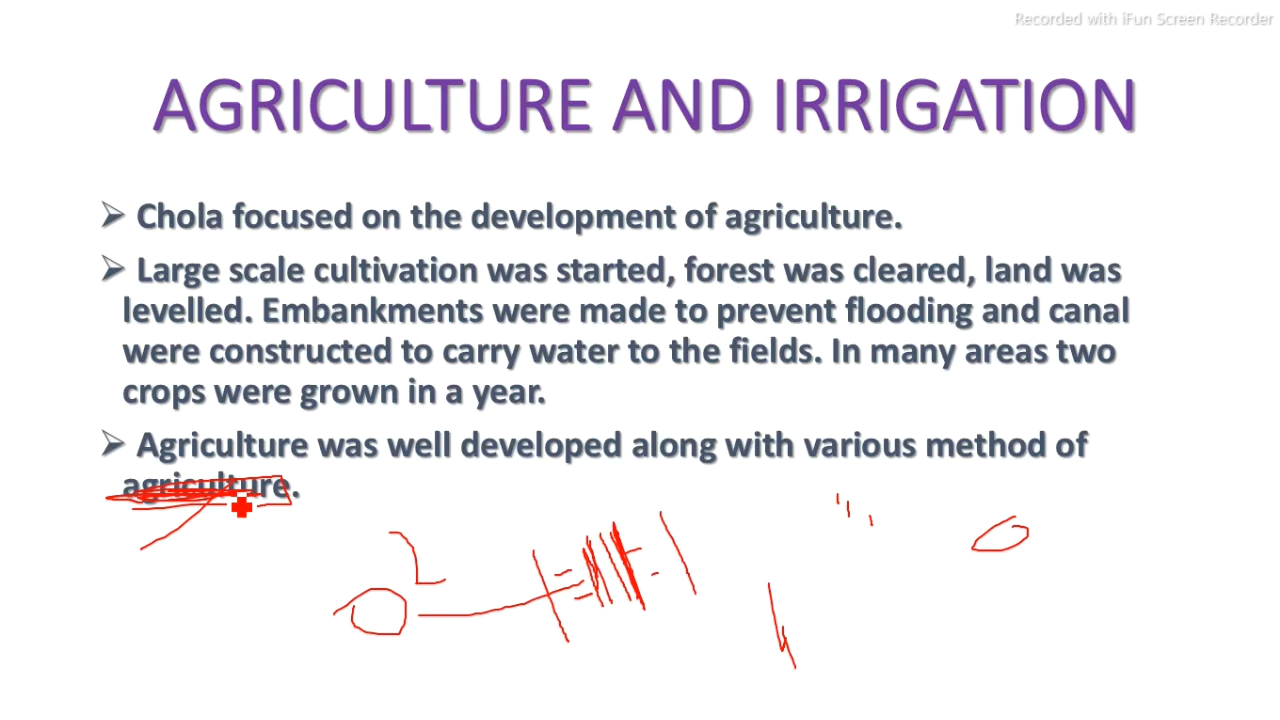 Recorded with iFun Screen Recorder
AGRICULTURE AND IRRIGATION
➢ Chola focused on the development of agriculture.
➢ Large scale cultivation was started, forest was cleared, land was
levelled. Embankments were made to prevent flooding and canal
were constructed to carry water to the fields. In many areas two
crops were grown in a year.
➢ Agriculture was well developed along with various method of
agriculture.